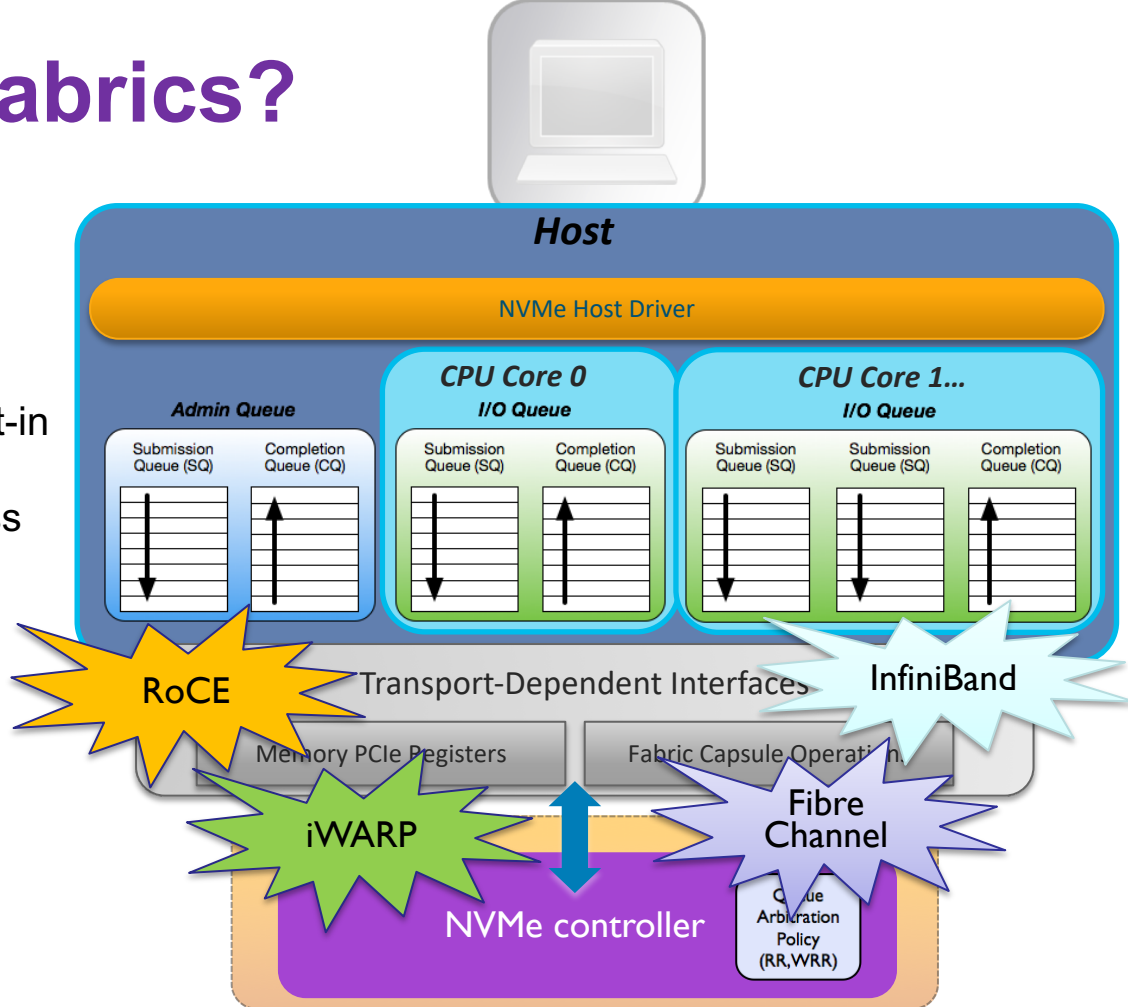 abrics?
Host
NVMe Host Driver
CPU Core 0
CPU Core 1...
Admin Queue
I/O Queue
I/O Queue
t-in
s
Submission
Queue (SQ)
Completion
Queue (CQ)
Submission
Queue (SQ)
Completion
Queue (CQ)
Submission
Queue (SQ)
Submission
Queue (SQ)
Completion
Queue (CQ)
RoCE
Transport-Dependent Interfaces
InfiniBand
Memory PCIe Registers
Fabric Capsule Operation
iWARP
Fibre
Channel
NVMe controller
Queue
Arbitration
Policy
(RR,WRR)